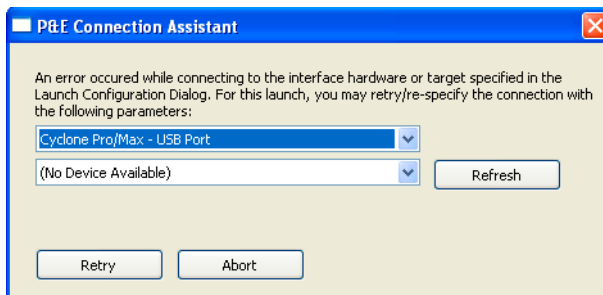 P&E Connection Assistant
An error occured while connecting to the interface hardware or target specified in the
Launch Configuration Dialog. For this launch, you may retry/re-specify the connection with
the following parameters:
Cyclone Pro/Max - USB Port
(No Device Available)
Refresh
Retry
Abort